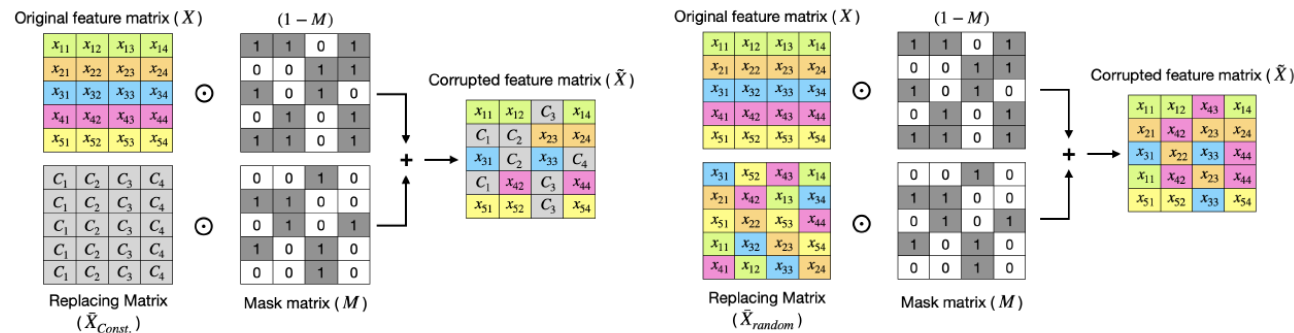 Original feature matrix (X)
(1 − M)
x₁₁ x₁₂ x₁₃ x₁₄
x₂₁ x₂₂ x₂₃ x₂₄
x₃₁ x₃₂ x₃₃ x₃₄
x₄₁ x₄₂ x₄₃ x₄₄
x₅₁ x₅₂ x₅₃ x₅₄
⊙
1 1 0 1
0 0 1 1
1 0 1 0
0 1 0 1
1 1 0 1
C₁ C₂ C₃ C₄
C₁ C₂ C₃ C₄
C₁ C₂ C₃ C₄
C₁ C₂ C₃ C₄
C₁ C₂ C₃ C₄
⊙
0 0 1 0
1 1 0 0
0 1 0 1
1 0 1 0
0 0 1 0
Replacing Matrix
(X̄_Const.)
Mask matrix (M)
+
Corrupted feature matrix (X̃)
x₁₁ x₁₂ C₃ x₁₄
C₁ C₂ x₂₃ x₂₄
x₃₁ C₂ x₃₃ C₄
C₁ x₄₂ C₃ x₄₄
x₅₁ x₅₂ C₃ x₅₄
Original feature matrix (X)
(1 − M)
x₁₁ x₁₂ x₁₃ x₁₄
x₂₁ x₂₂ x₂₃ x₂₄
x₃₁ x₃₂ x₃₃ x₃₄
x₄₁ x₄₂ x₄₃ x₄₄
x₅₁ x₅₂ x₅₃ x₅₄
⊙
1 1 0 1
0 0 1 1
1 0 1 0
0 1 0 1
1 1 0 1
x₃₁ x₅₂ x₄₃ x₁₄
x₂₁ x₄₂ x₁₃ x₃₄
x₅₁ x₂₂ x₅₃ x₄₄
x₁₁ x₃₂ x₂₃ x₅₄
x₄₁ x₁₂ x₃₃ x₂₄
⊙
0 0 1 0
1 1 0 0
0 1 0 1
1 0 1 0
0 0 1 0
Replacing Matrix
(X̄_random)
Mask matrix (M)
+
Corrupted feature matrix (X̃)
x₁₁ x₁₂ x₄₃ x₁₄
x₂₁ x₄₂ x₂₃ x₂₄
x₃₁ x₂₂ x₃₃ x₄₄
x₁₁ x₄₂ x₂₃ x₄₄
x₅₁ x₅₂ x₃₃ x₅₄